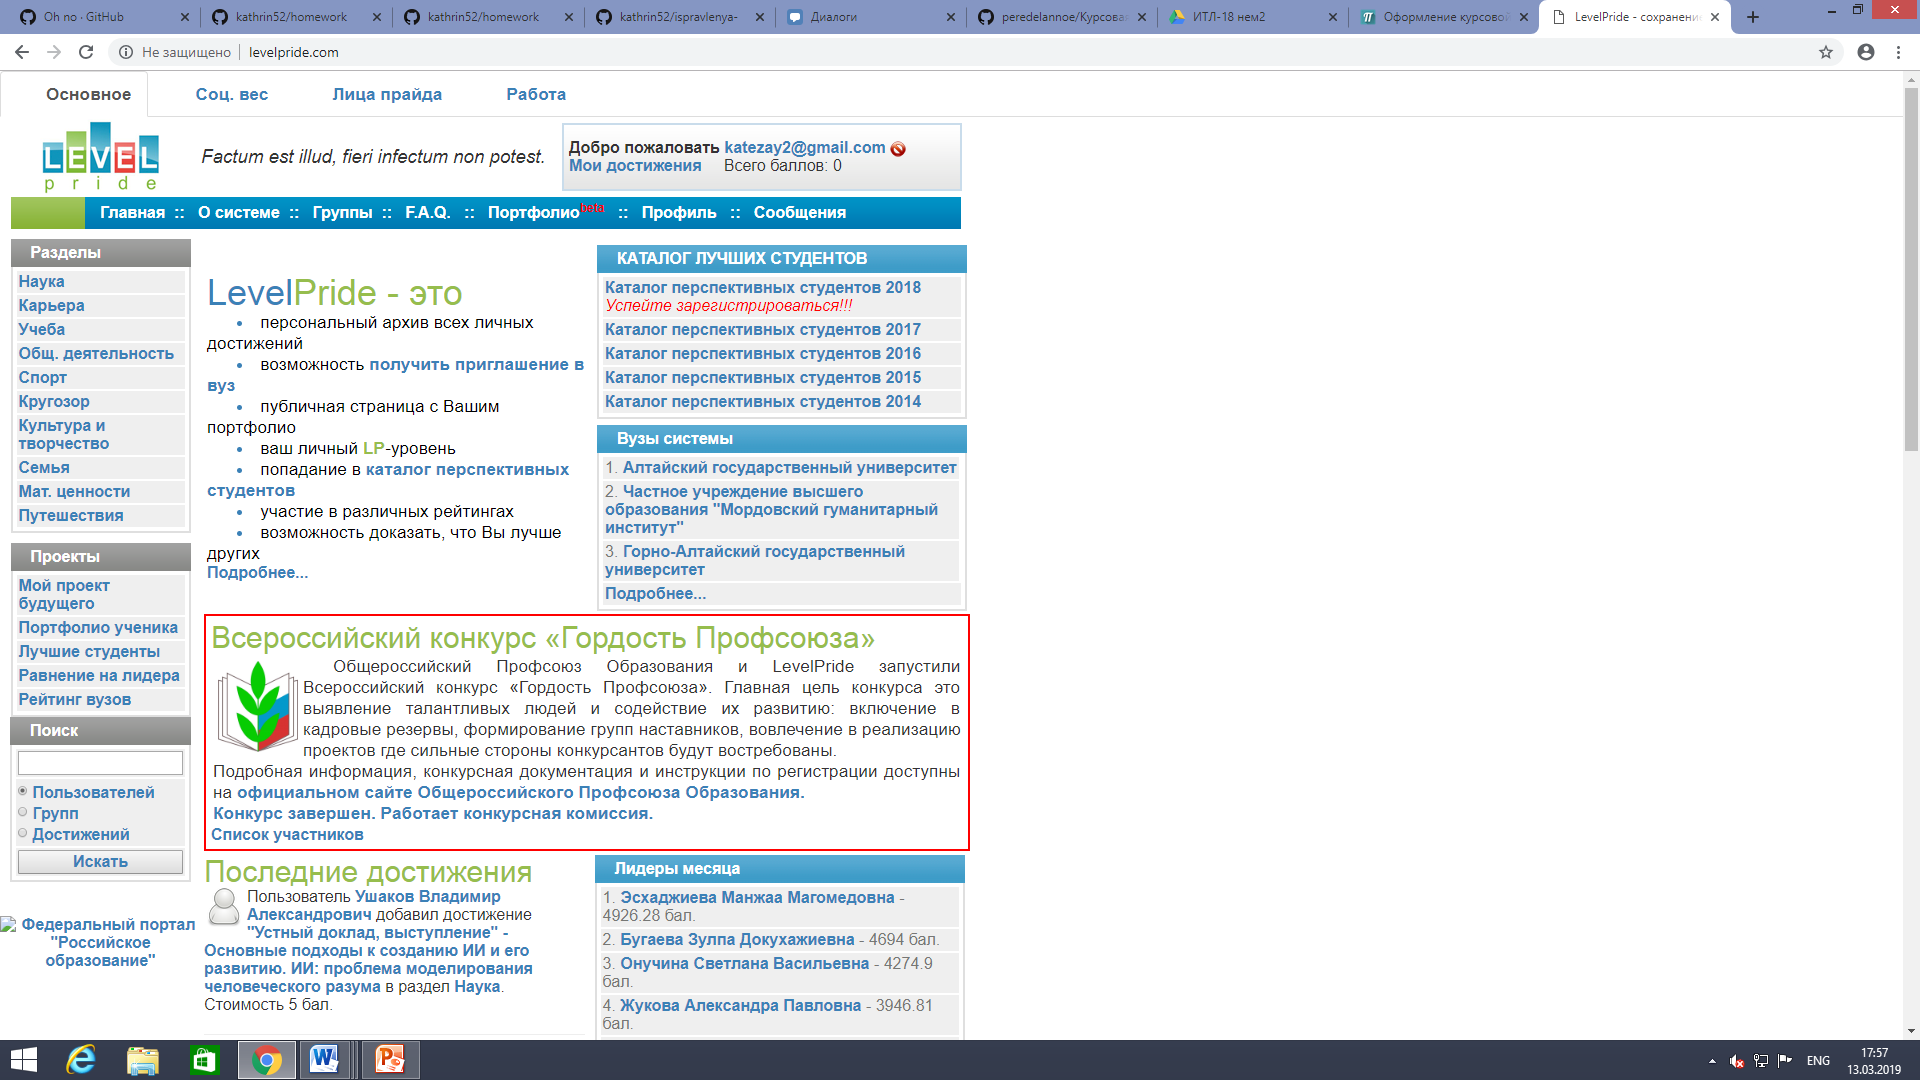 Oh no · GitHub
kathrin52/homework
kathrin52/homework
kathrin52/ispravlenya-
Диалоги
peredelannoe/Курсова
ИТЛ-18 нем2
Оформление курсовой
LevelPride - сохранени
Не защищено
levelpride.com
Основное
Соц. вес
Лица прайда
Работа
LEVEL
pride
Factum est illud, fieri infectum non potest.
Добро пожаловать katezay2@gmail.com
Мои достижения Всего баллов: 0
Главная :: О системе :: Группы :: F.A.Q. :: Портфолио beta :: Профиль :: Сообщения
Разделы
Наука
Карьера
Учеба
Общ. деятельность
Спорт
Кругозор
Культура и
творчество
Семья
Мат. ценности
Путешествия
Проекты
Мой проект
будущего
Портфолио ученика
Лучшие студенты
Равнение на лидера
Рейтинг вузов
Поиск
Пользователей
Групп
Достижений
Искать
Федеральный портал
"Российское
образование"
LevelPride - это
• персональный архив всех личных
достижений
• возможность получить приглашение в
вуз
• публичная страница с Вашим
портфолио
• ваш личный LP-уровень
• попадание в каталог перспективных
студентов
• участие в различных рейтингах
• возможность доказать, что Вы лучше
других
Подробнее...
КАТАЛОГ ЛУЧШИХ СТУДЕНТОВ
Каталог перспективных студентов 2018
Успейте зарегистрироваться!!!
Каталог перспективных студентов 2017
Каталог перспективных студентов 2016
Каталог перспективных студентов 2015
Каталог перспективных студентов 2014
Вузы системы
1. Алтайский государственный университет
2. Частное учреждение высшего
образования "Мордовский гуманитарный
институт"
3. Горно-Алтайский государственный
университет
Подробнее...
Всероссийский конкурс «Гордость Профсоюза»
Общероссийский Профсоюз Образования и LevelPride запустили
Всероссийский конкурс «Гордость Профсоюза». Главная цель конкурса это
выявление талантливых людей и содействие их развитию: включение в
кадровые резервы, формирование групп наставников, вовлечение в реализацию
проектов где сильные стороны конкурсантов будут востребованы.
Подробная информация, конкурсная документация и инструкции по регистрации доступны
на официальном сайте Общероссийского Профсоюза Образования.
Конкурс завершен. Работает конкурсная комиссия.
Список участников
Последние достижения
Пользователь Ушаков Владимир
Александрович добавил достижение
"Устный доклад, выступление" -
Основные подходы к созданию ИИ и его
развитию. ИИ: проблема моделирования
человеческого разума в раздел Наука.
Стоимость 5 бал.
Лидеры месяца
1. Эсхаджиева Манжаа Магомедовна -
4926.28 бал.
2. Бугаева Зулпа Докухажиевна - 4694 бал.
3. Онучина Светлана Васильевна - 4274.9
бал.
4. Жукова Александра Павловна - 3946.81
бал.
ENG
17:57
13.03.2019